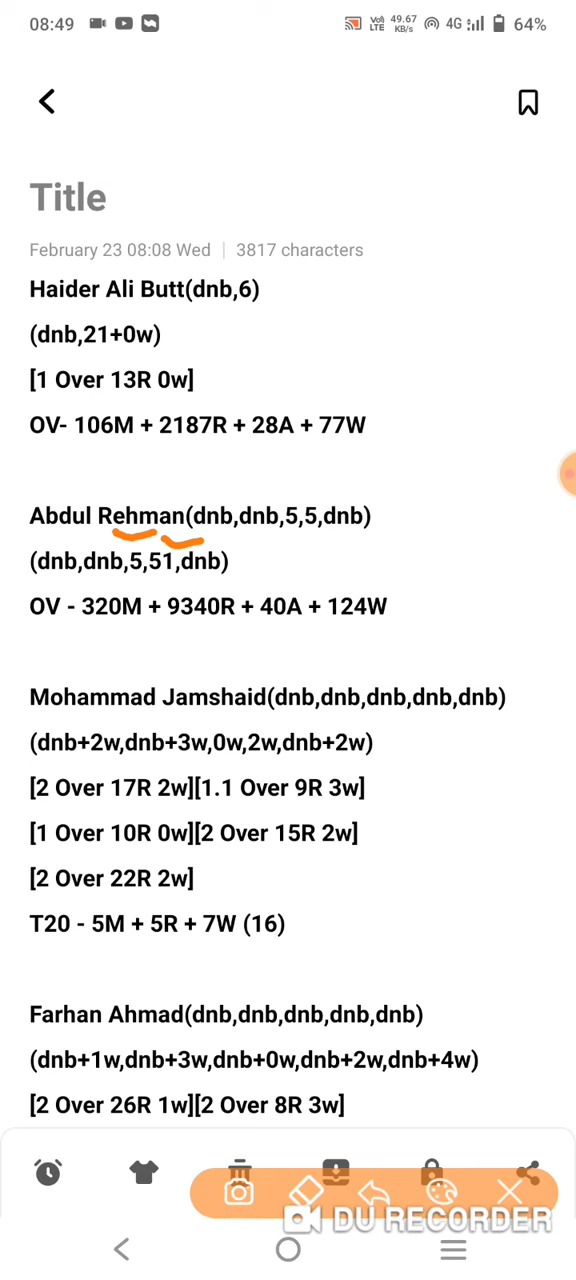 08:49 Vo) LTE 49.67 KB/s 4G 64%
Title
February 23 08:08 Wed | 3817 characters
Haider Ali Butt(dnb,6)
(dnb,21+0w)
[1 Over 13R 0w]
OV- 106M + 2187R + 28A + 77W
Abdul Rehman(dnb,dnb,5,5,dnb)
(dnb,dnb,5,51,dnb)
OV - 320M + 9340R + 40A + 124W
Mohammad Jamshaid(dnb,dnb,dnb,dnb,dnb)
(dnb+2w,dnb+3w,0w,2w,dnb+2w)
[2 Over 17R 2w][1.1 Over 9R 3w]
[1 Over 10R 0w][2 Over 15R 2w]
[2 Over 22R 2w]
T20 - 5M + 5R + 7W (16)
Farhan Ahmad(dnb,dnb,dnb,dnb,dnb)
(dnb+1w,dnb+3w,dnb+0w,dnb+2w,dnb+4w)
[2 Over 26R 1w][2 Over 8R 3w]
DU RECORDER